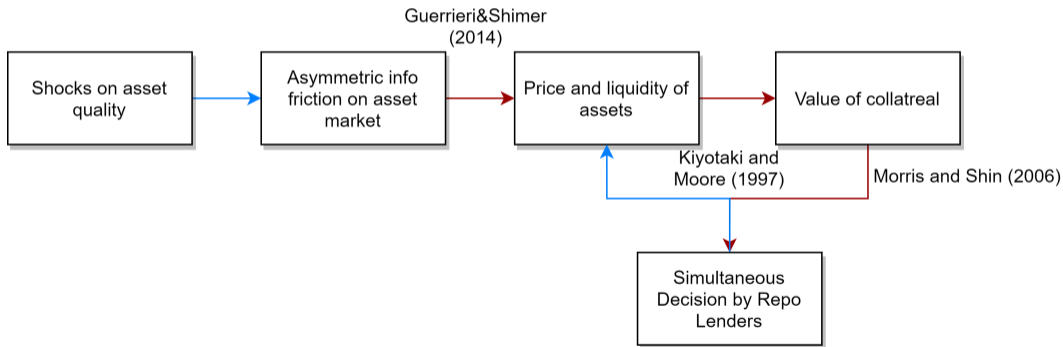 Guerrieri&Shimer
(2014)
Shocks on asset
quality
Asymmetric info
friction on asset
market
Price and liquidity of
assets
Value of collatreal
Kiyotaki and
Moore (1997)
Morris and Shin (2006)
Simultaneous
Decision by Repo
Lenders